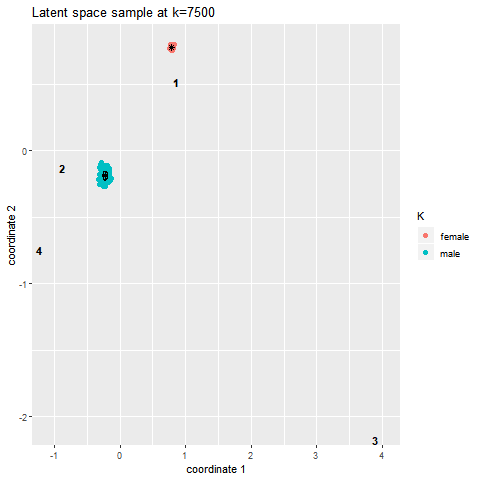 Latent space sample at k=7500
1
2
4
3
0
-1
-2
-1 0 1 2 3 4
coordinate 1
coordinate 2
K
female
male